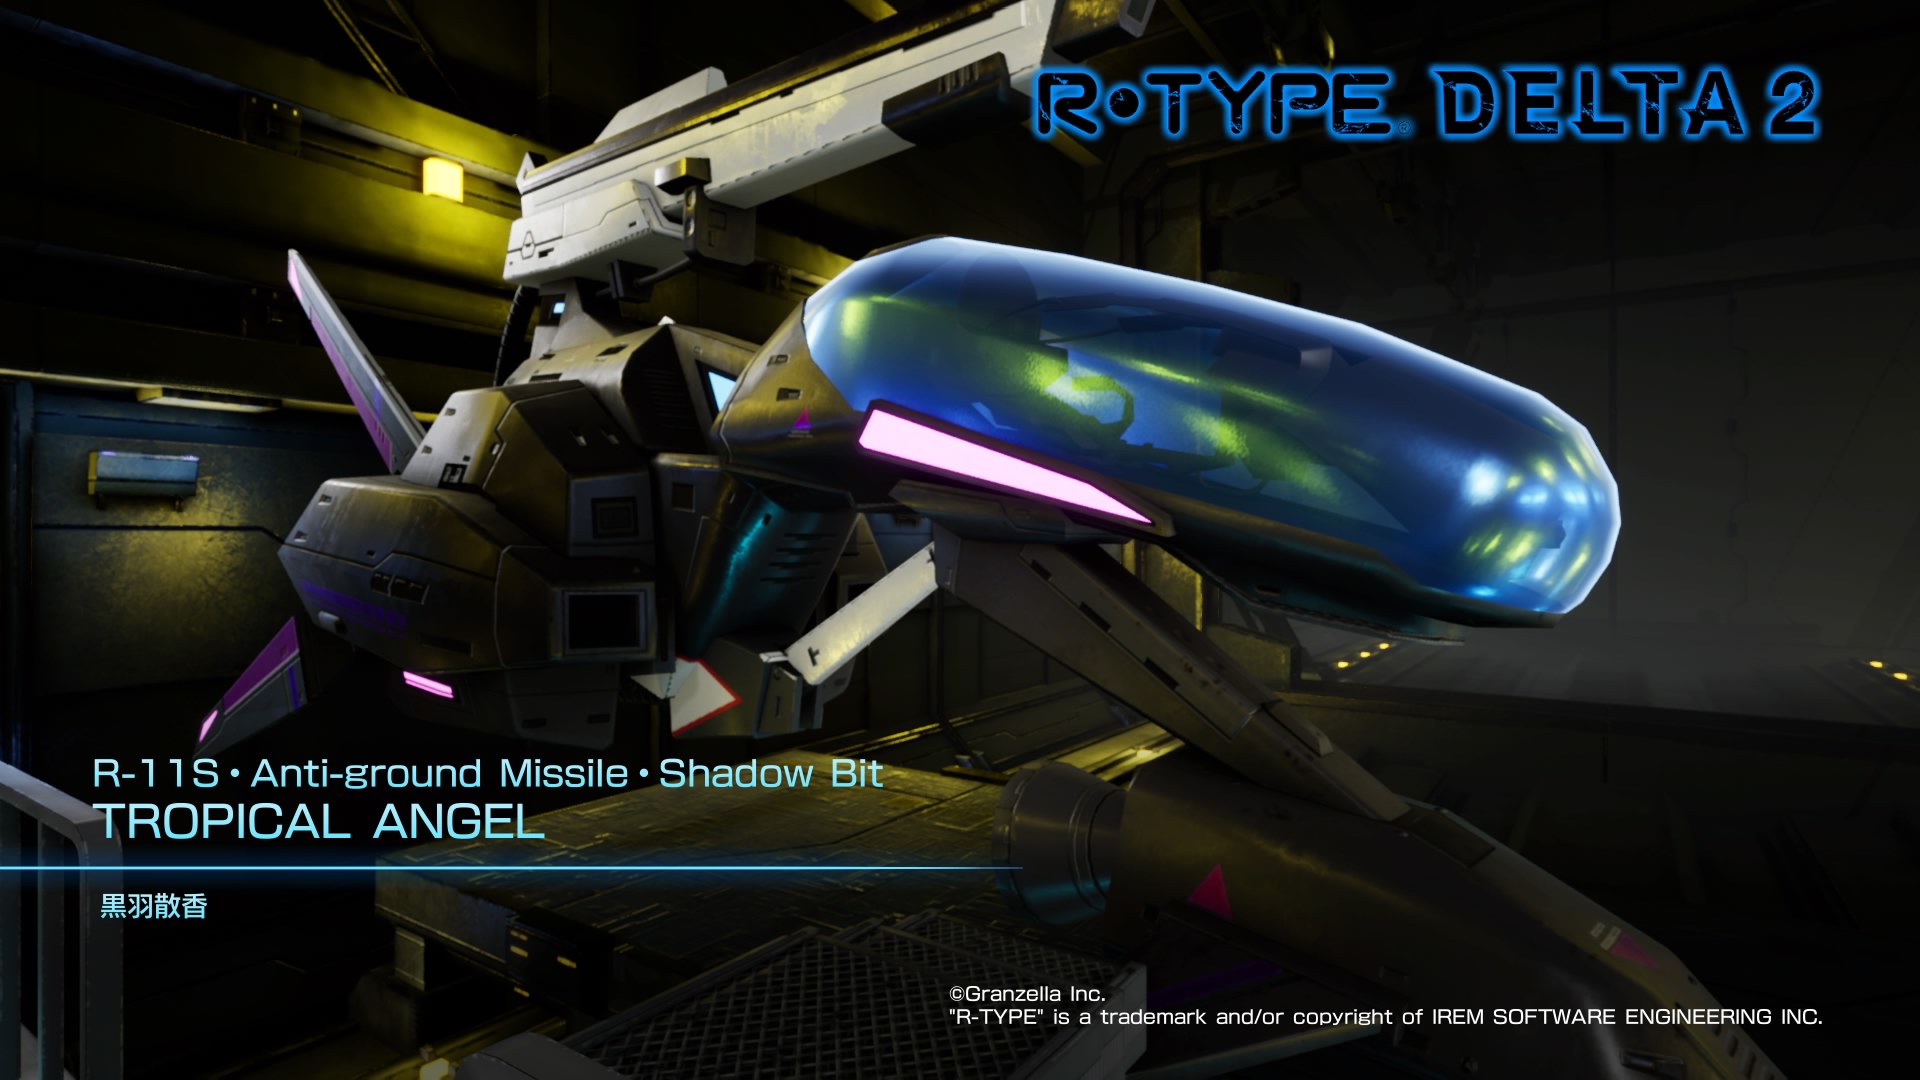 R•TYPE® DELTA 2
R-11S・Anti-ground Missile・Shadow Bit
TROPICAL ANGEL
黒羽散香
©Granzella Inc.
"R-TYPE" is a trademark and/or copyright of IREM SOFTWARE ENGINEERING INC.